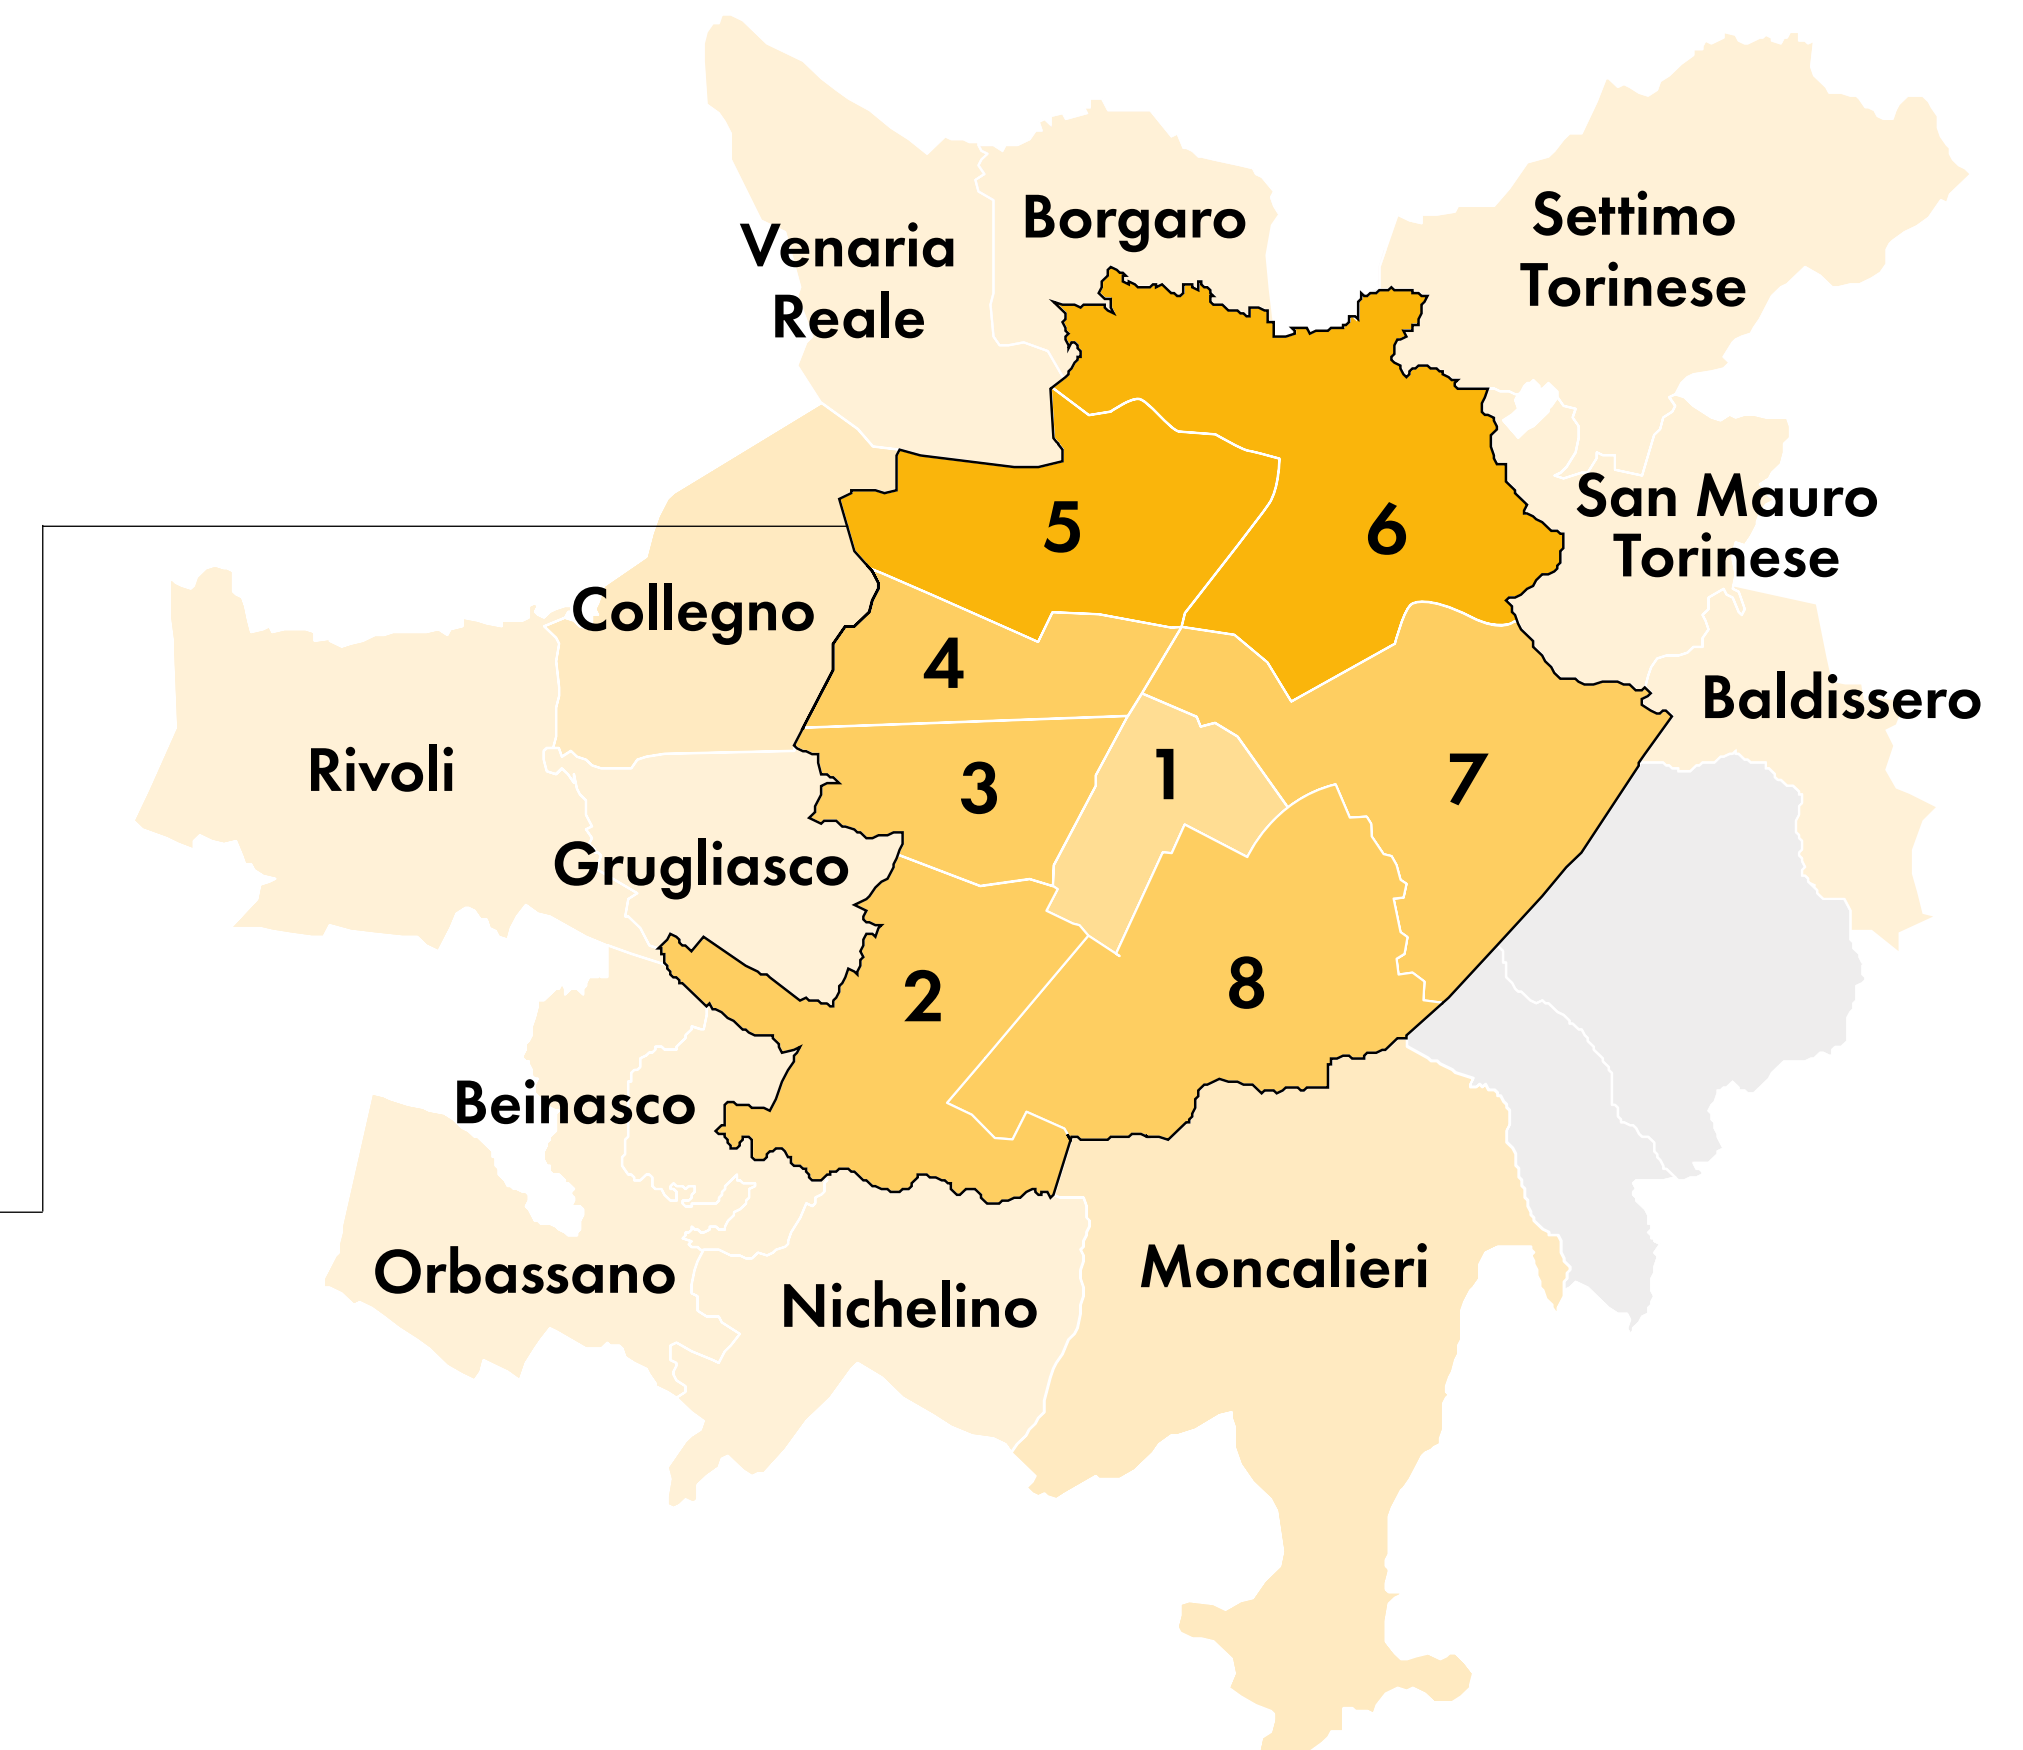 Borgaro
Settimo
Torinese
Venaria
Reale
5
6
San Mauro
Torinese
Collegno
4
Baldissero
Rivoli
3
1
7
Grugliasco
2
8
Beinasco
Orbassano
Nichelino
Moncalieri